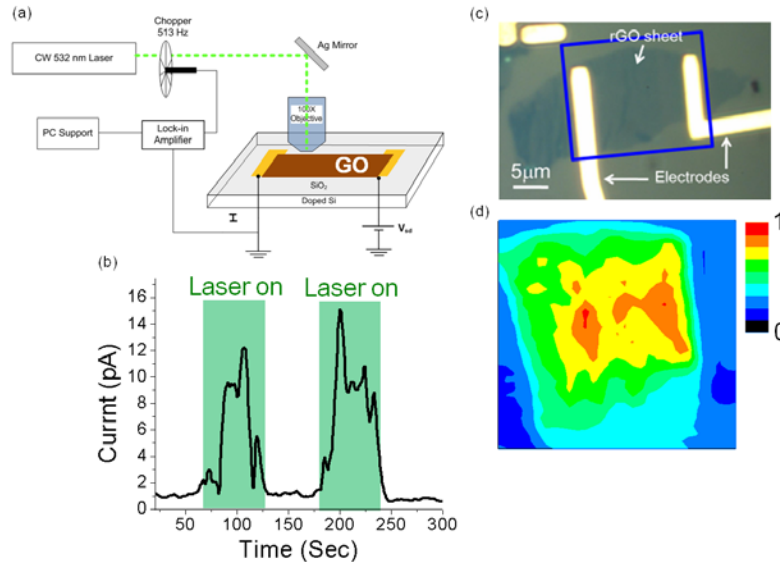 (a)
Chopper
513 Hz
CW 532 nm Laser
Ag Mirror
100X
Objective
PC Support
Lock-in
Amplifier
GO
SiO₂
Doped Si
I
Vsd
(b)
Laser on
Laser on
16
14
12
10
8
6
4
2
0
Currnt (pA)
50
100
150
200
250
300
Time (Sec)
(c)
rGO sheet
5μm
Electrodes
(d)
1
0